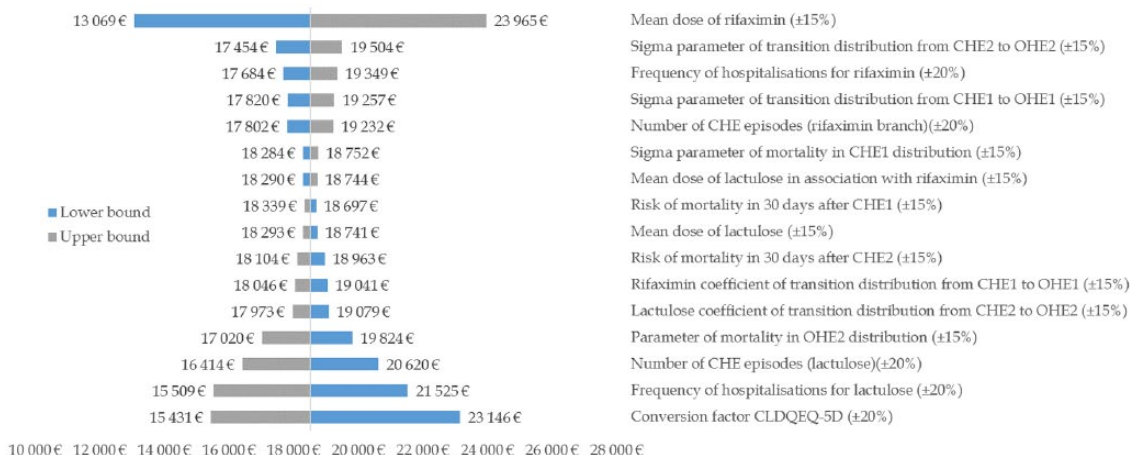 13 069 € 23 965 € Mean dose of rifaximin (±15%)
17 454 € 19 504 € Sigma parameter of transition distribution from CHE2 to OHE2 (±15%)
17 684 € 19 349 € Frequency of hospitalisations for rifaximin (±20%)
17 820 € 19 257 € Sigma parameter of transition distribution from CHE1 to OHE1 (±15%)
17 802 € 19 232 € Number of CHE episodes (rifaximin branch)(±20%)
18 284 € 18 752 € Sigma parameter of mortality in CHE1 distribution (±15%)
18 290 € 18 744 € Mean dose of lactulose in association with rifaximin (±15%)
18 339 € 18 697 € Risk of mortality in 30 days after CHE1 (±15%)
Lower bound
18 293 € 18 741 € Mean dose of lactulose (±15%)
Upper bound
18 104 € 18 963 € Risk of mortality in 30 days after CHE2 (±15%)
18 046 € 19 041 € Rifaximin coefficient of transition distribution from CHE1 to OHE1 (±15%)
17 973 € 19 079 € Lactulose coefficient of transition distribution from CHE2 to OHE2 (±15%)
17 020 € 19 824 € Parameter of mortality in OHE2 distribution (±15%)
16 414 € 20 620 € Number of CHE episodes (lactulose)(±20%)
15 509 € 21 525 € Frequency of hospitalisations for lactulose (±20%)
15 431 € 23 146 € Conversion factor CLDQEQ-5D (±20%)
10 000 € 12 000 € 14 000 € 16 000 € 18 000 € 20 000 € 22 000 € 24 000 € 26 000 € 28 000 €